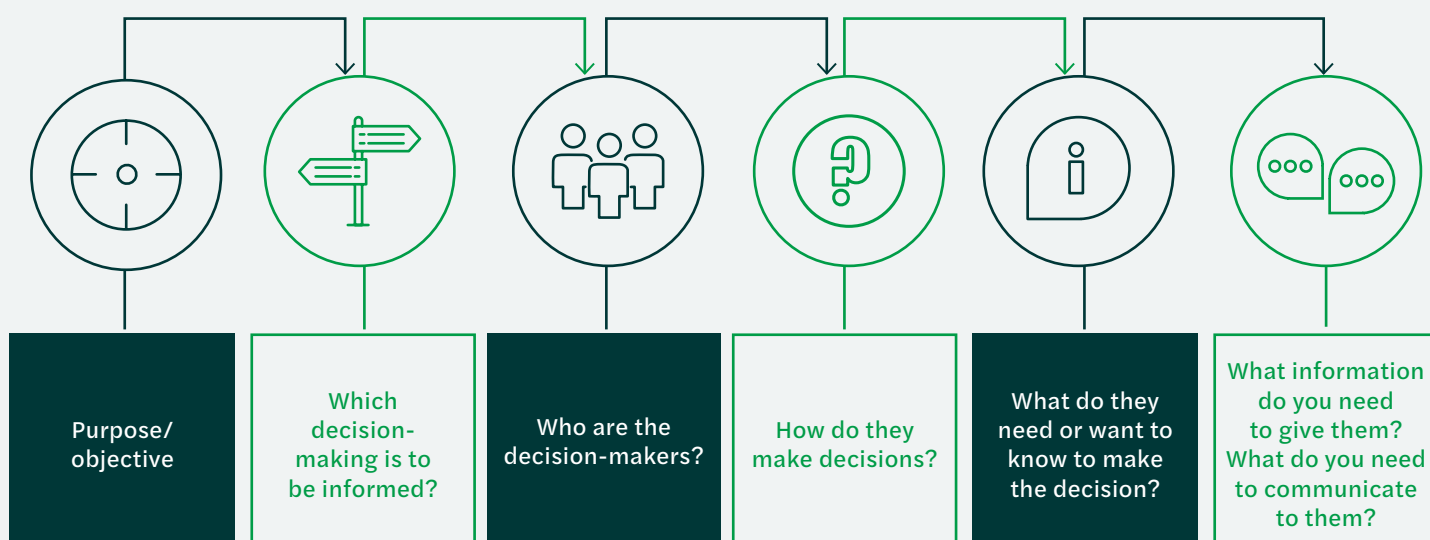 Purpose/
objective
Which
decision-
making is to
be informed?
Who are the
decision-makers?
How do they
make decisions?
What do they
need or want to
know to make
the decision?
What information
do you need
to give them?
What do you need
to communicate
to them?